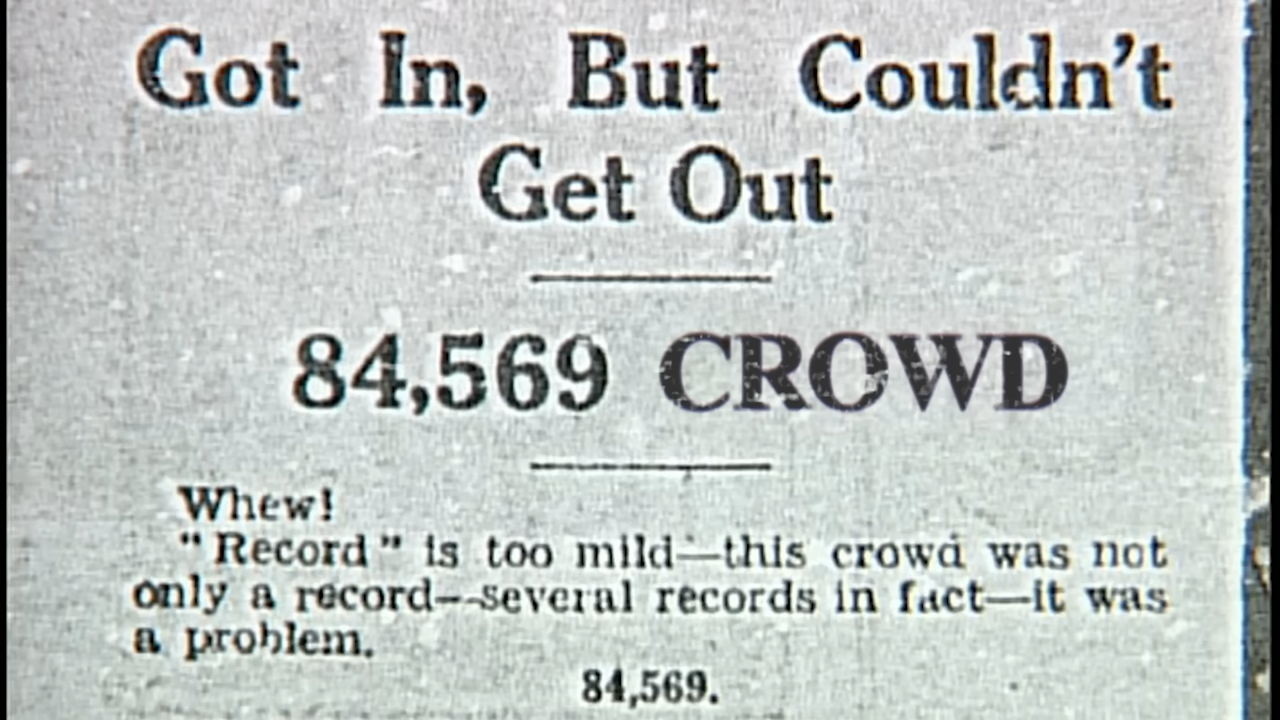 Got In, But Couldn't
Get Out
84,569 CROWD
Whew!
"Record" is too mild—this crowd was not
only a record—several records in fact—it was
a problem.
84,569.